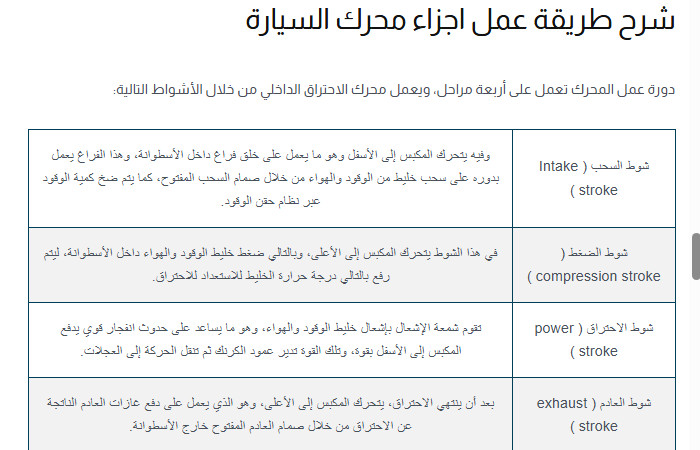 شرح طريقة عمل اجزاء محرك السيارة
دورة عمل المحرك تعمل على أربعة مراحل، ويعمل محرك الاحتراق الداخلي من خلال الأشواط التالية:
شوط السحب ( Intake
stroke )
وفيه يتحرك المكبس إلى الأسفل وهو ما يعمل على خلق فراغ داخل الأسطوانة، وهذا الفراغ يعمل
بدوره على سحب خليط من الوقود والهواء من خلال صمام السحب المفتوح، كما يتم ضخ كمية الوقود
عبر نظام حقن الوقود.
شوط الضغط (
compression stroke )
في هذا الشوط يتحرك المكبس إلى الأعلى، وبالتالي ضغط خليط الوقود والهواء داخل الأسطوانة، ليتم
رفع بالتالي درجة حرارة الخليط للاستعداد للاحتراق.
شوط الاحتراق ( power
stroke )
تقوم شمعة الإشعال بإشعال خليط الوقود والهواء، وهو ما يساعد على حدوث انفجار قوي يدفع
المكبس إلى الأسفل بقوة، وتلك القوة تدير عمود الكرنك ثم تنقل الحركة إلى العجلات.
شوط العادم ( exhaust
stroke )
بعد أن ينتهي الاحتراق، يتحرك المكبس إلى الأعلى، وهو الذي يعمل على دفع غازات العادم الناتجة
عن الاحتراق من خلال صمام العادم المفتوح خارج الأسطوانة.